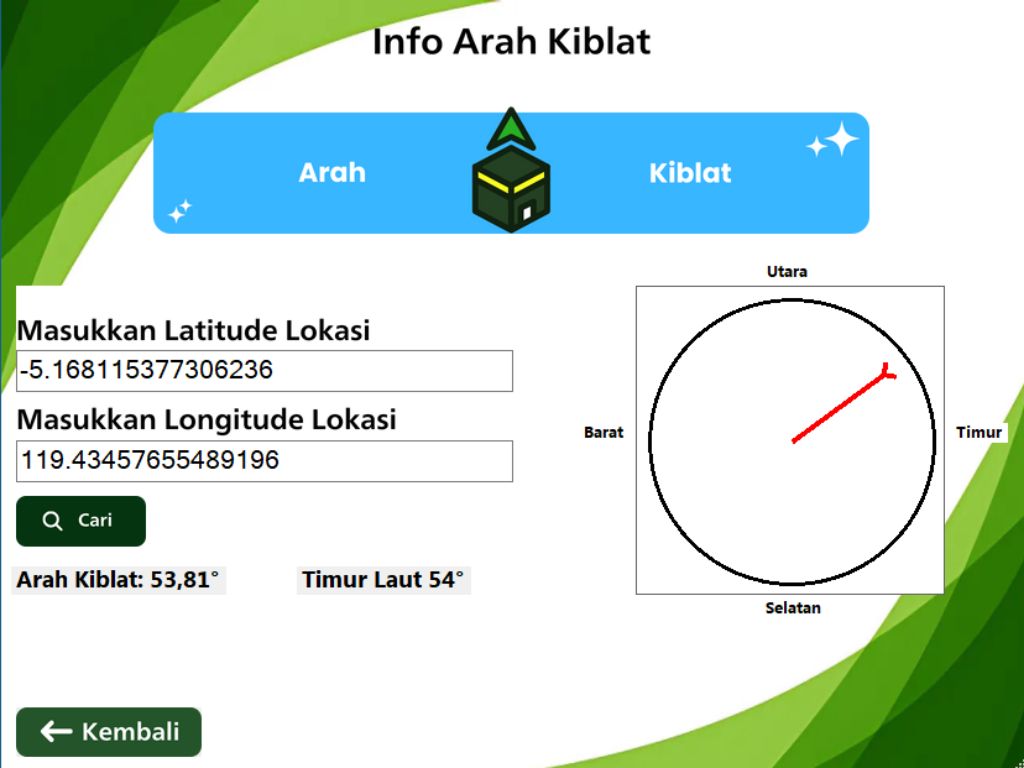 Info Arah Kiblat
Arah Kiblat
Utara
Masukkan Latitude Lokasi
-5.168115377306236
Masukkan Longitude Lokasi
119.43457655489196
Barat
Timur
Cari
Arah Kiblat: 53,81° Timur Laut 54°
Selatan
Kembali